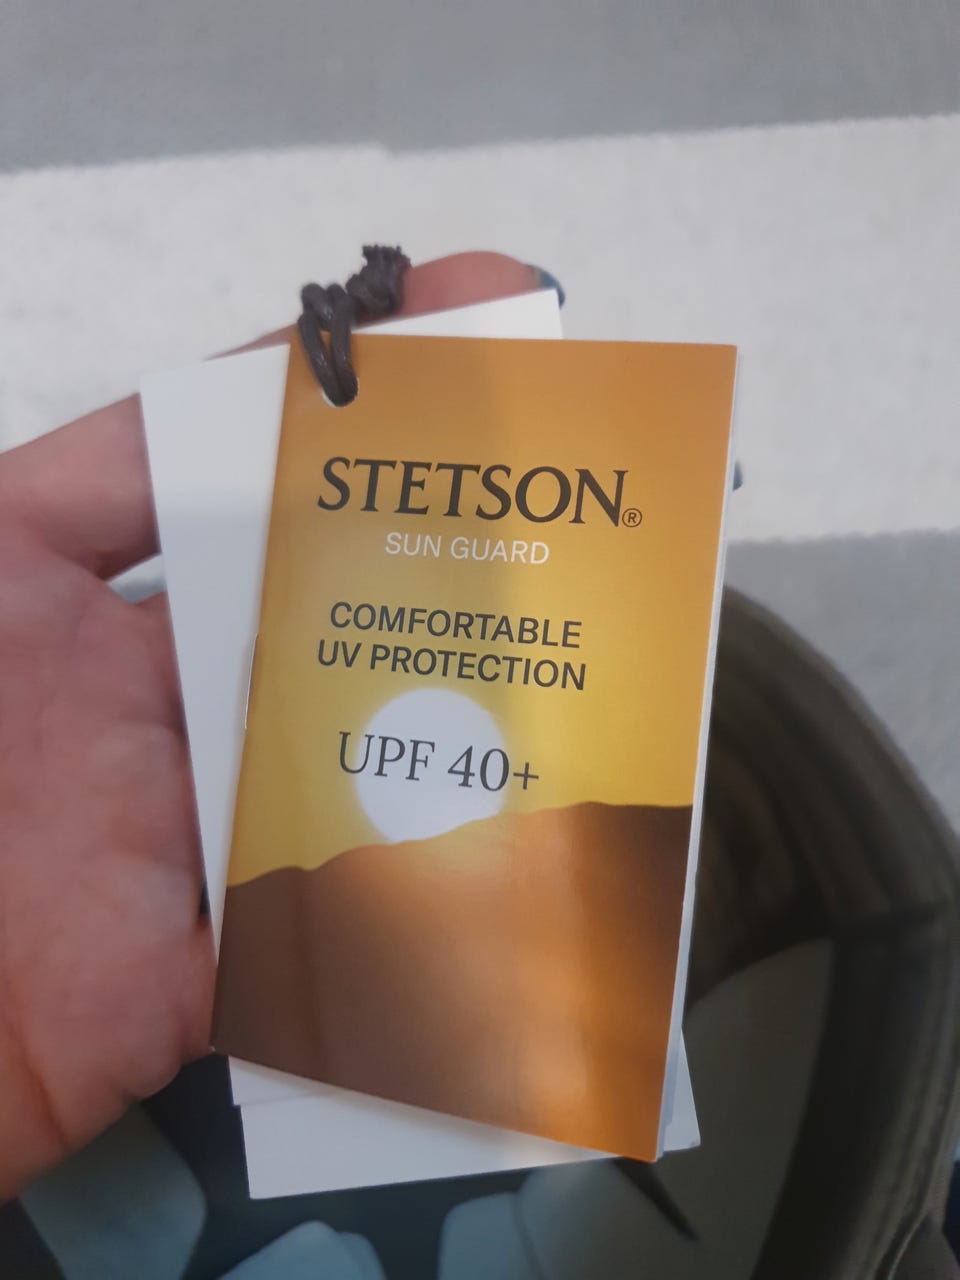 STETSON®
SUN GUARD
COMFORTABLE
UV PROTECTION
UPF 40+